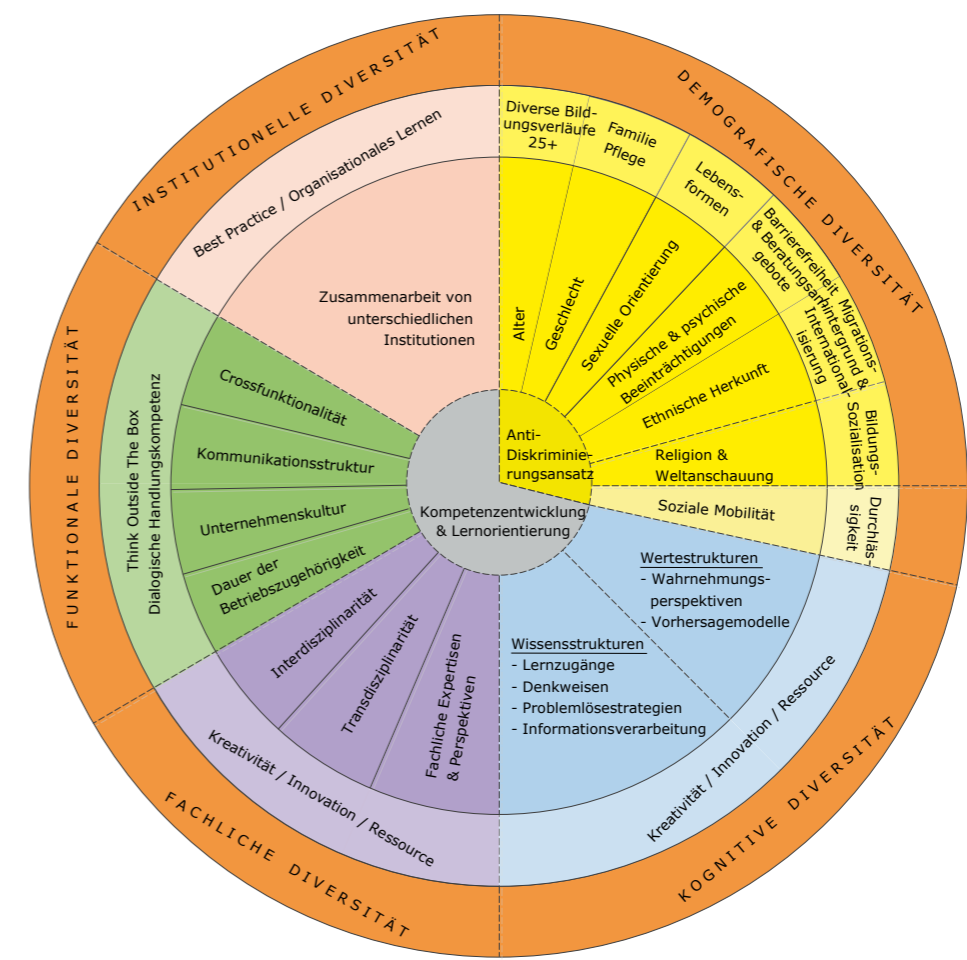 INSTITUTIONELLE DIVERSITÄT
DEMOGRAFISCHE DIVERSITÄT
Best Practice / Organisationales Lernen
Zusammenarbeit von
unterschiedlichen
Institutionen
Diverse Bild-
ungsverläufe
25+
Familie
Pflege
Lebens-
formen
Barrierefreiheit
& Beratungsan-
gebote
Migrations-
hintergrund &
International-
isierung
Bildungs-
Sozialisation
Durchläs-
sigkeit
Alter
Geschlecht
Sexuelle Orientierung
Physische & psychische
Beeinträchtigungen
Ethnische Herkunft
Religion &
Weltanschauung
Soziale Mobilität
Anti-
Diskriminie-
rungsansatz
Kompetenzentwicklung
& Lernorientierung
FUNKTIONALE DIVERSITÄT
Think Outside The Box
Dialogische Handlungskompetenz
Crossfunktionalität
Kommunikationsstruktur
Unternehmenskultur
Dauer der
Betriebszugehörigkeit
FACHLICHE DIVERSITÄT
Kreativität / Innovation / Ressource
Interdisziplinarität
Transdisziplinarität
Fachliche Expertisen
& Perspektiven
KOGNITIVE DIVERSITÄT
Kreativität / Innovation / Ressource
Wertestrukturen
- Wahrnehmungs-
perspektiven
- Vorhersagemodelle
Wissensstrukturen
- Lernzugänge
- Denkweisen
- Problemlösestrategien
- Informationsverarbeitung